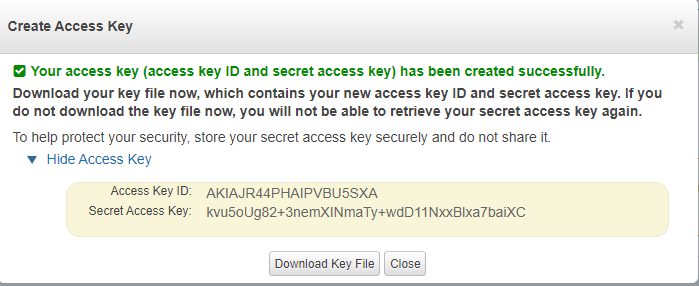 Create Access Key
×
Your access key (access key ID and secret access key) has been created successfully.
Download your key file now, which contains your new access key ID and secret access key. If you
do not download the key file now, you will not be able to retrieve your secret access key again.
To help protect your security, store your secret access key securely and do not share it.
Hide Access Key
Access Key ID: AKIAJR44PHAIPVBU5SXA
Secret Access Key: kvu5oUg82+3nemXINmaTy+wdD11NxxBlxa7baiXC
Download Key File Close